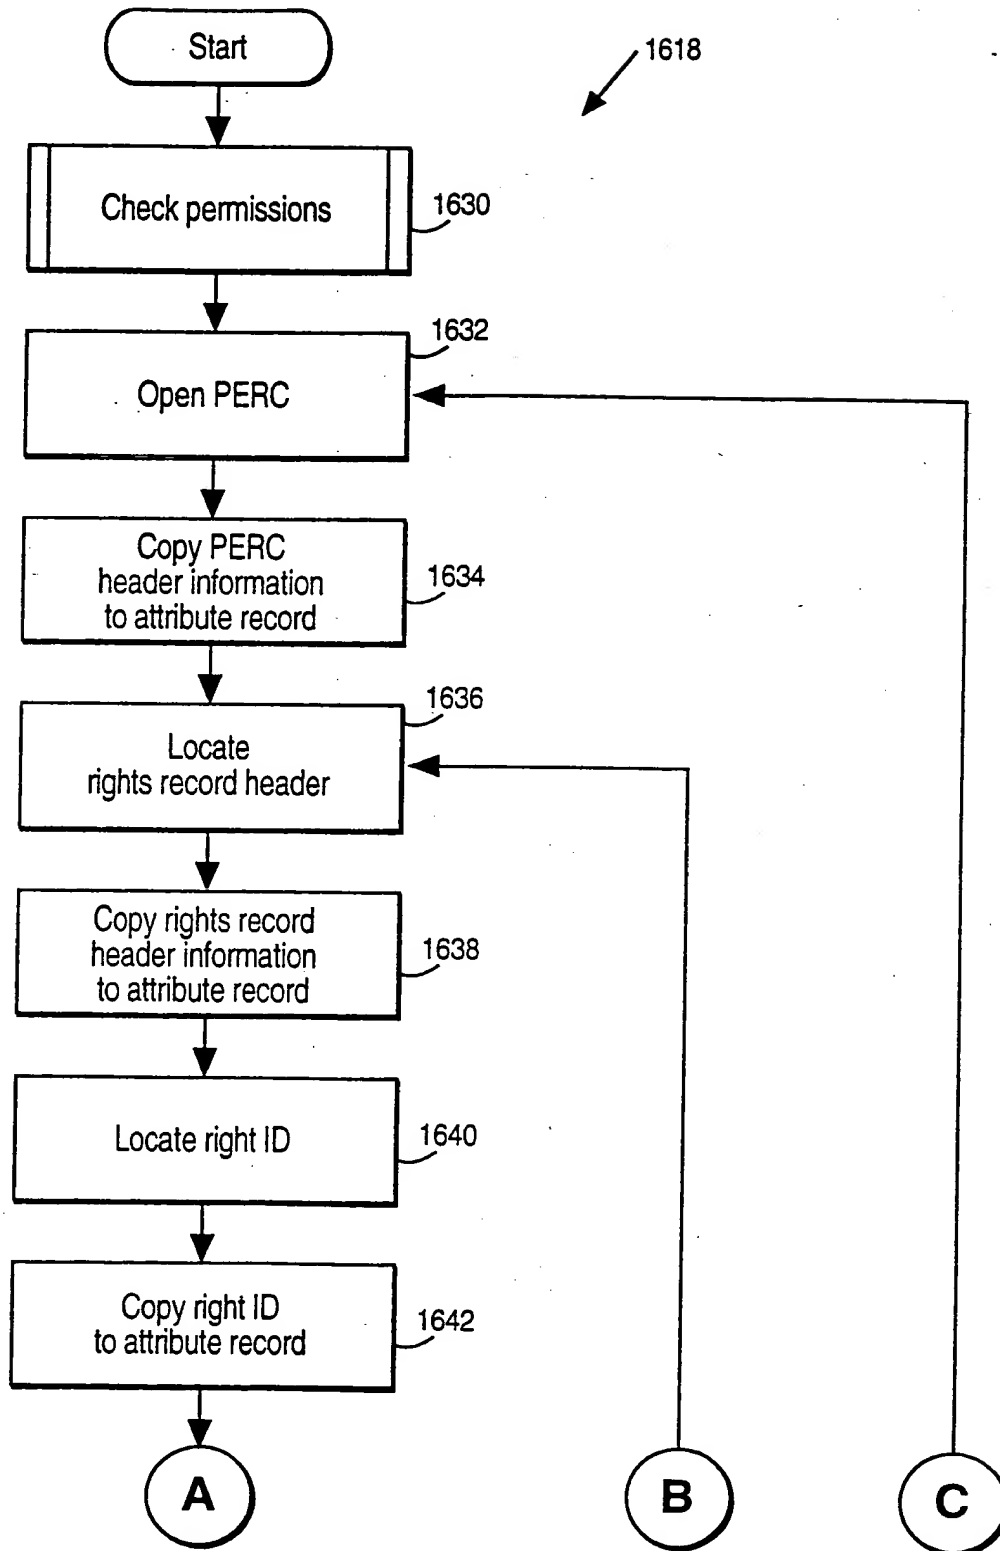 Start
1618
Check permissions
1630
1632
Open PERC
Copy PERC
header information
to attribute record
1634
1636
Locate
rights record header
Copy rights record
header information
to attribute record
1638
Locate right ID
1640
Copy right ID
to attribute record
1642
A
B
C